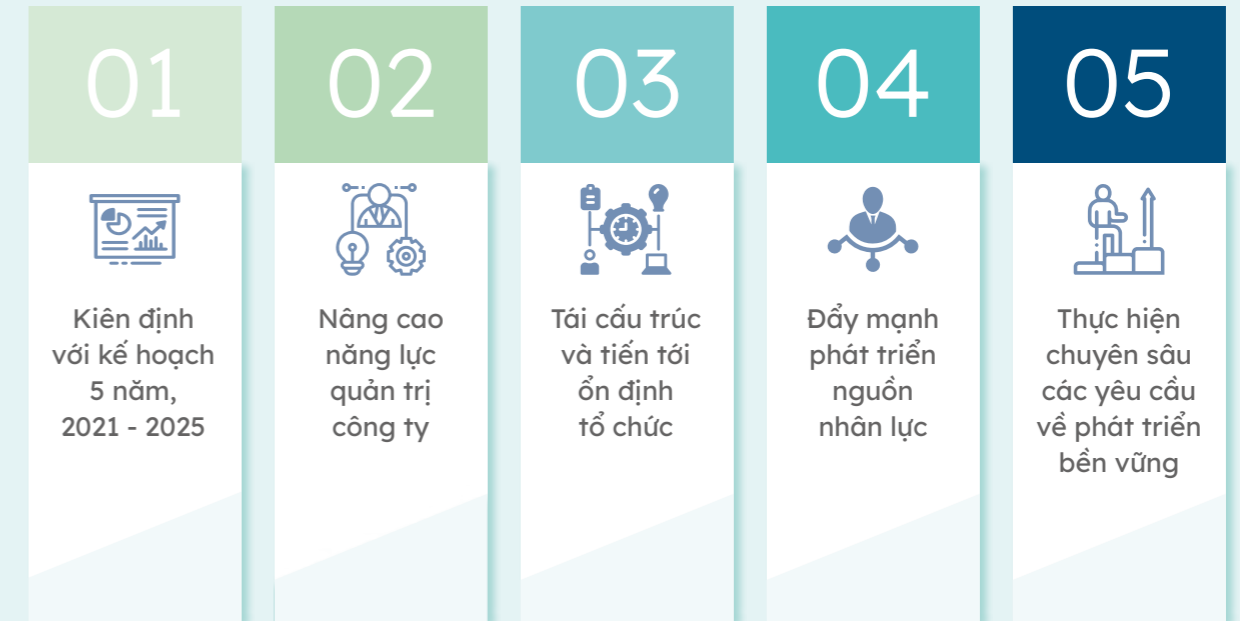 01
Kiên định
với kế hoạch
5 năm,
2021 - 2025
02
Nâng cao
năng lực
quản trị
công ty
03
Tái cấu trúc
và tiến tới
ổn định
tổ chức
04
Đẩy mạnh
phát triển
nguồn
nhân lực
05
Thực hiện
chuyên sâu
các yêu cầu
về phát triển
bền vững